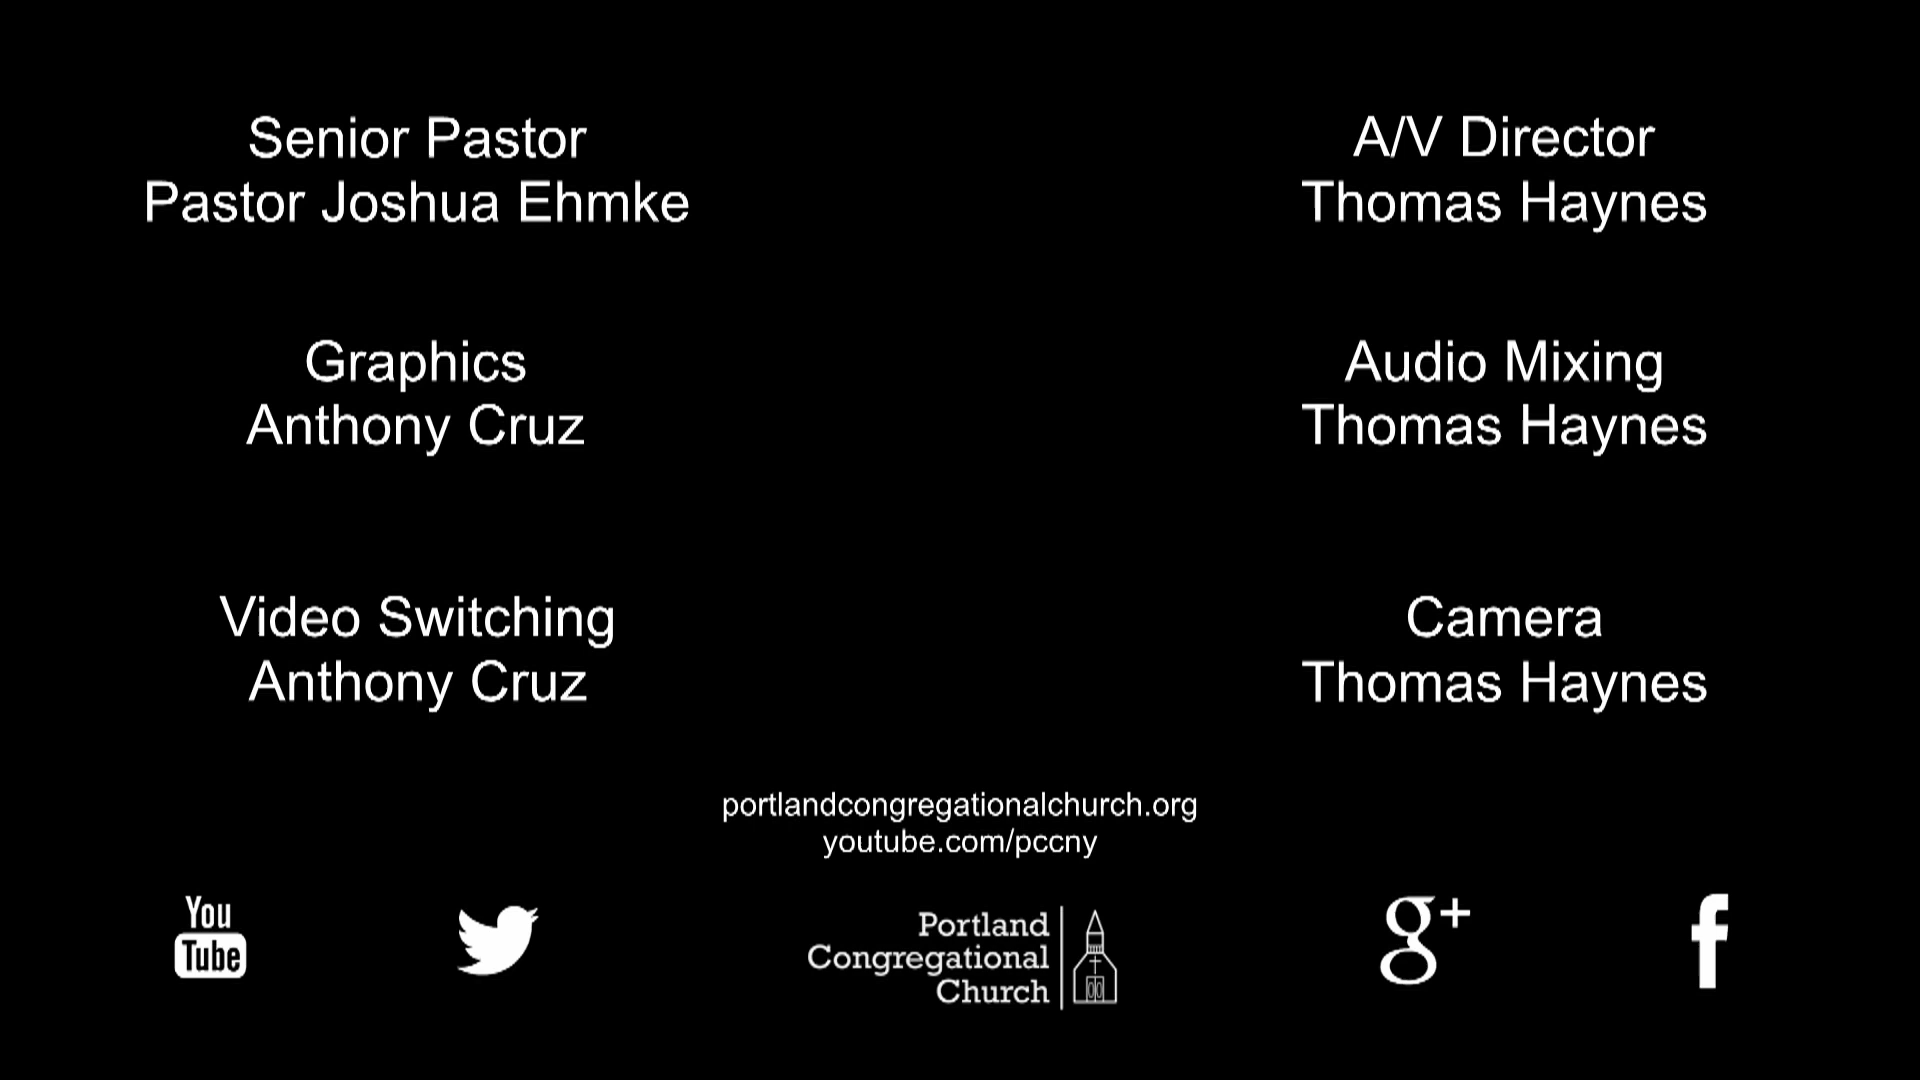 Senior Pastor
Pastor Joshua Ehmke
A/V Director
Thomas Haynes
Graphics
Anthony Cruz
Audio Mixing
Thomas Haynes
Video Switching
Anthony Cruz
Camera
Thomas Haynes
portlandcongregationalchurch.org
youtube.com/pccny
You
Tube
Portland
Congregational
Church
g+
f